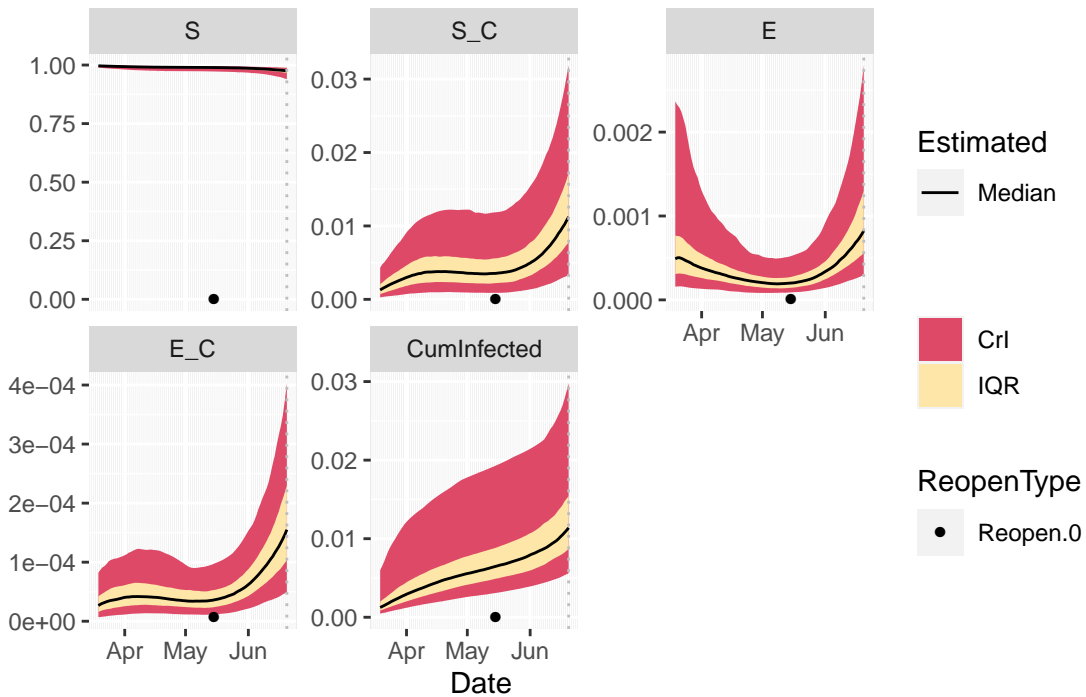 S
S_C
E
1.00
0.75
0.50
0.25
0.00
0.03
0.02
0.01
0.00
0.002
0.001
0.000
Apr May Jun
E_C
CumInfected
4e−04
3e−04
2e−04
1e−04
0e+00
0.03
0.02
0.01
0.00
Apr May Jun
Apr May Jun
Date
Estimated
Median
CrI
IQR
ReopenType
Reopen.0